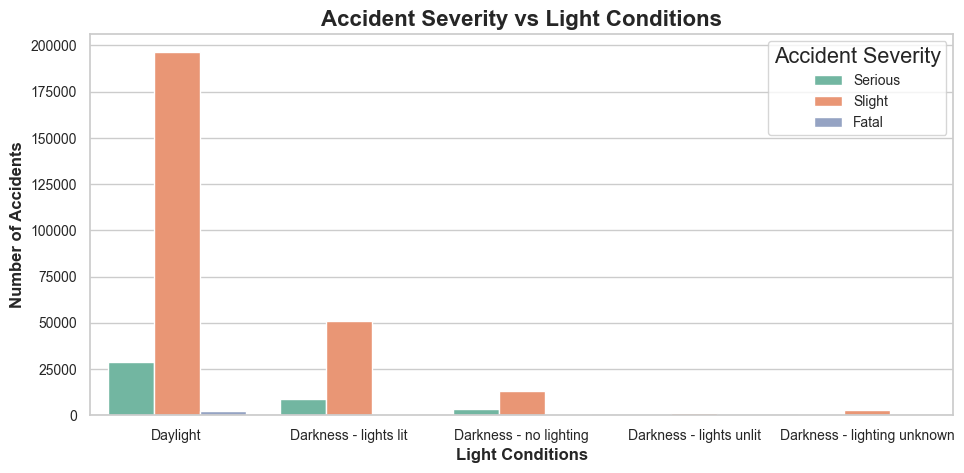 Accident Severity vs Light Conditions
Accident Severity
Serious
Slight
Fatal
Number of Accidents
200000
175000
150000
125000
100000
75000
50000
25000
0
Daylight
Darkness - lights lit
Darkness - no lighting
Darkness - lights unlit
Darkness - lighting unknown
Light Conditions